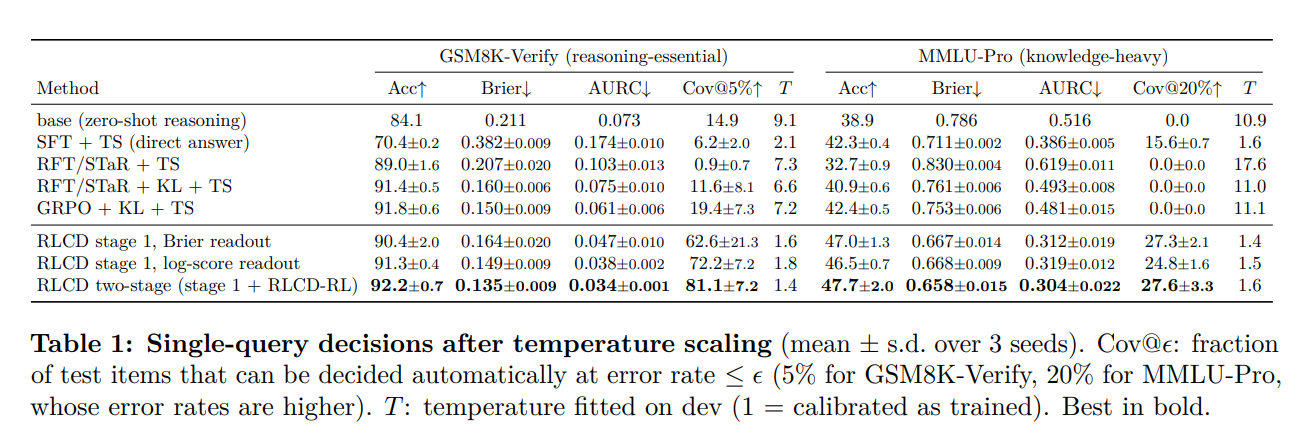 GSM8K-Verify (reasoning-essential) MMLU-Pro (knowledge-heavy)
Method Acc↑ Brier↓ AURC↓ Cov@5%↑ T Acc↑ Brier↓ AURC↓ Cov@20%↑ T
base (zero-shot reasoning) 84.1 0.211 0.073 14.9 9.1 38.9 0.786 0.516 0.0 10.9
SFT + TS (direct answer) 70.4±0.2 0.382±0.009 0.174±0.010 6.2±2.0 2.1 42.3±0.4 0.711±0.002 0.386±0.005 15.6±0.7 1.6
RFT/STaR + TS 89.0±1.6 0.207±0.020 0.103±0.013 0.9±0.7 7.3 32.7±0.9 0.830±0.004 0.619±0.011 0.0±0.0 17.6
RFT/STaR + KL + TS 91.4±0.5 0.160±0.006 0.075±0.010 11.6±8.1 6.6 40.9±0.6 0.761±0.006 0.493±0.008 0.0±0.0 11.0
GRPO + KL + TS 91.8±0.6 0.150±0.009 0.061±0.006 19.4±7.3 7.2 42.4±0.5 0.753±0.006 0.481±0.015 0.0±0.0 11.1
RLCD stage 1, Brier readout 90.4±2.0 0.164±0.020 0.047±0.010 62.6±21.3 1.6 47.0±1.3 0.667±0.014 0.312±0.019 27.3±2.1 1.4
RLCD stage 1, log-score readout 91.3±0.4 0.149±0.009 0.038±0.002 72.2±7.2 1.8 46.5±0.7 0.668±0.009 0.319±0.012 24.8±1.6 1.5
RLCD two-stage (stage 1 + RLCD-RL) 92.2±0.7 0.135±0.009 0.034±0.001 81.1±7.2 1.4 47.7±2.0 0.658±0.015 0.304±0.022 27.6±3.3 1.6
Table 1: Single-query decisions after temperature scaling (mean ± s.d. over 3 seeds). Cov@ϵ: fraction
of test items that can be decided automatically at error rate ≤ ϵ (5% for GSM8K-Verify, 20% for MMLU-Pro,
whose error rates are higher). T: temperature fitted on dev (1 = calibrated as trained). Best in bold.